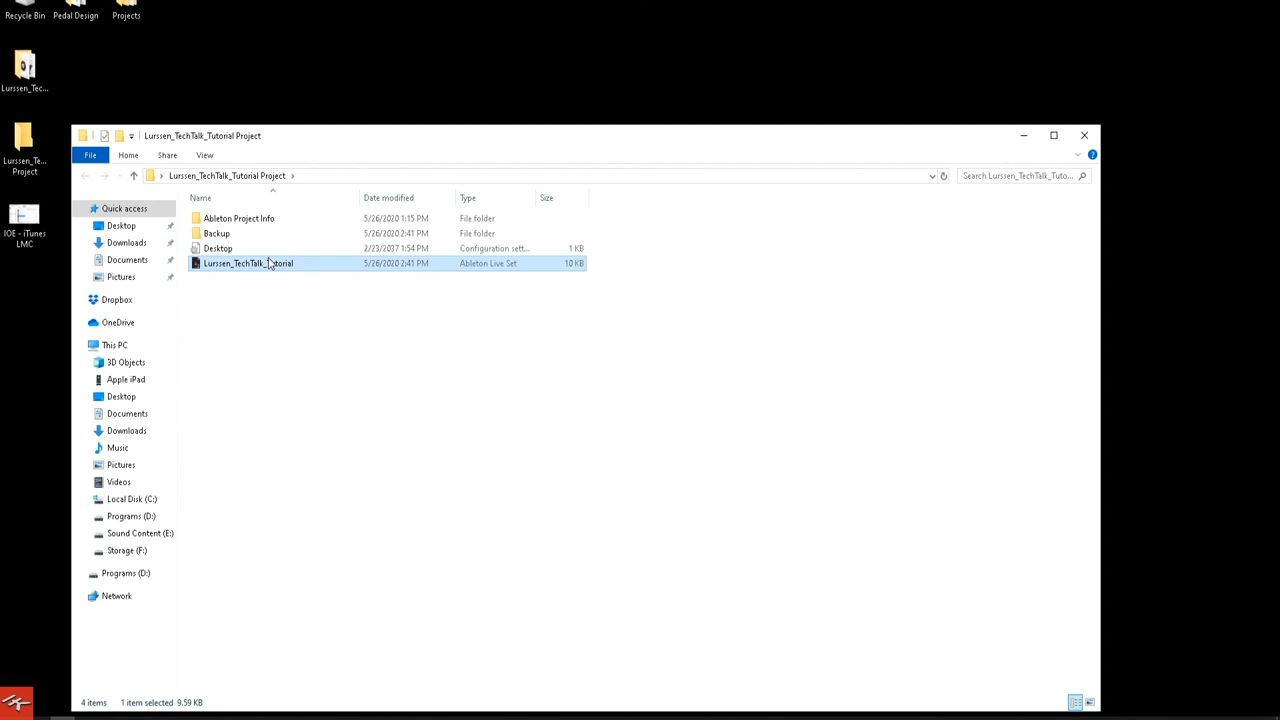 Recycle Bin
Pedal Design
Projects
Lurssen_Tec...
Lurssen_Te...
Project
IOE - iTunes
LMC
Lurssen_TechTalk_Tutorial Project
File
Home
Share
View
Lurssen_TechTalk_Tutorial Project
Search Lurssen_TechTalk_Tuto...
Name
Date modified
Type
Size
Ableton Project Info 5/26/2020 1:15 PM File folder
Backup 5/26/2020 2:41 PM File folder
Desktop 2/23/2037 1:54 PM Configuration sett... 1 KB
Lurssen_TechTalk_Tutorial 5/26/2020 2:41 PM Ableton Live Set 10 KB
Quick access
Desktop
Downloads
Documents
Pictures
Dropbox
OneDrive
This PC
3D Objects
Apple iPad
Desktop
Documents
Downloads
Music
Pictures
Videos
Local Disk (C:)
Programs (D:)
Sound Content (E:)
Storage (F:)
Programs (D:)
Network
4 items 1 item selected 9.59 KB